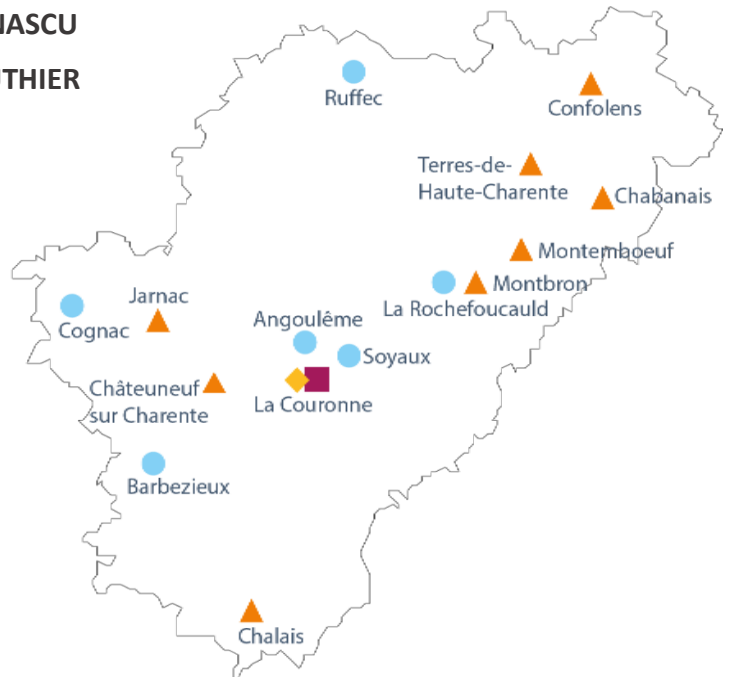 NASCU
UTHIER
Ruffec
Confolens
Terres-de-
Haute-Charente
Chabanais
Montemboeuf
Montbron
La Rochefoucauld
Jarnac
Cognac
Angoulême
Soyaux
Châteuneuf
sur Charente
La Couronne
Barbezieux
Chalais